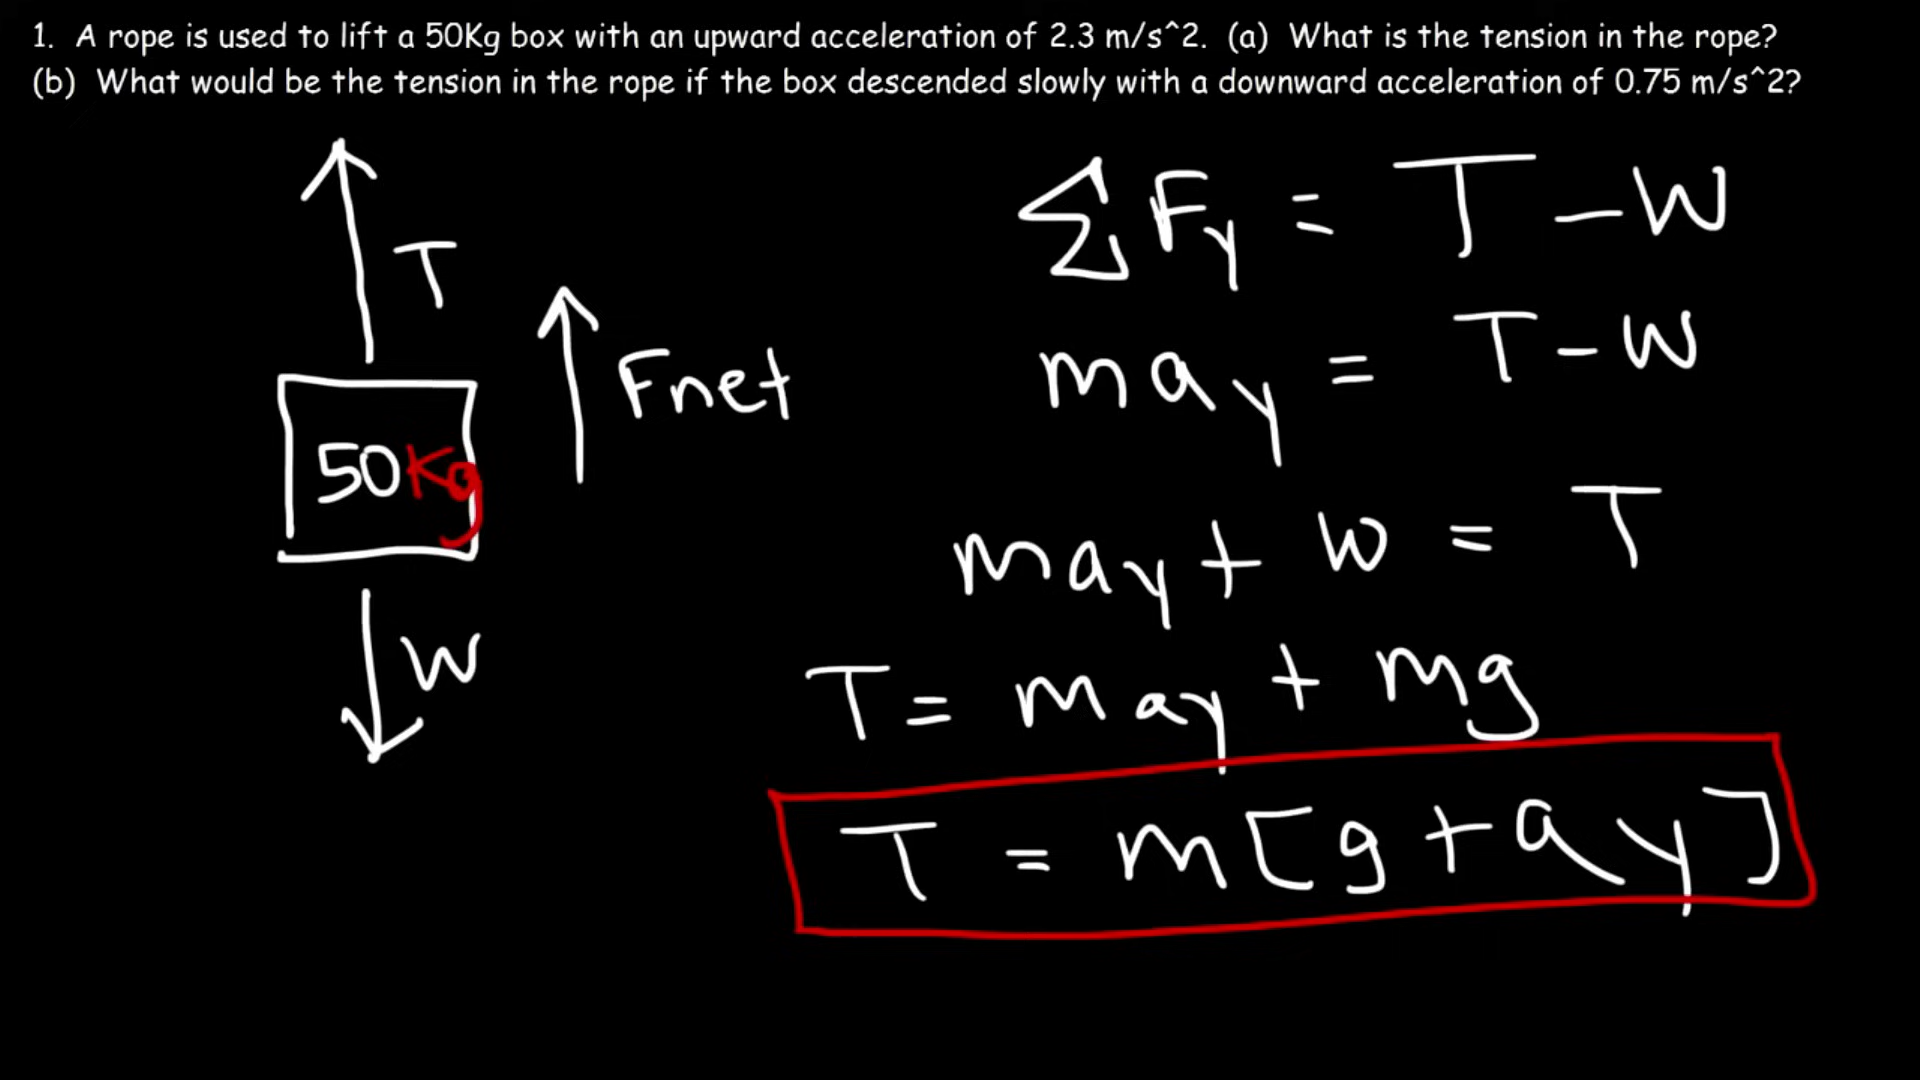 1. A rope is used to lift a 50Kg box with an upward acceleration of 2.3 m/s^2. (a) What is the tension in the rope?
(b) What would be the tension in the rope if the box descended slowly with a downward acceleration of 0.75 m/s^2?
T
Fnet
50Kg
W
ΣFy = T - W
may = T - W
may + W = T
T = may + mg
T = m[g + ay]